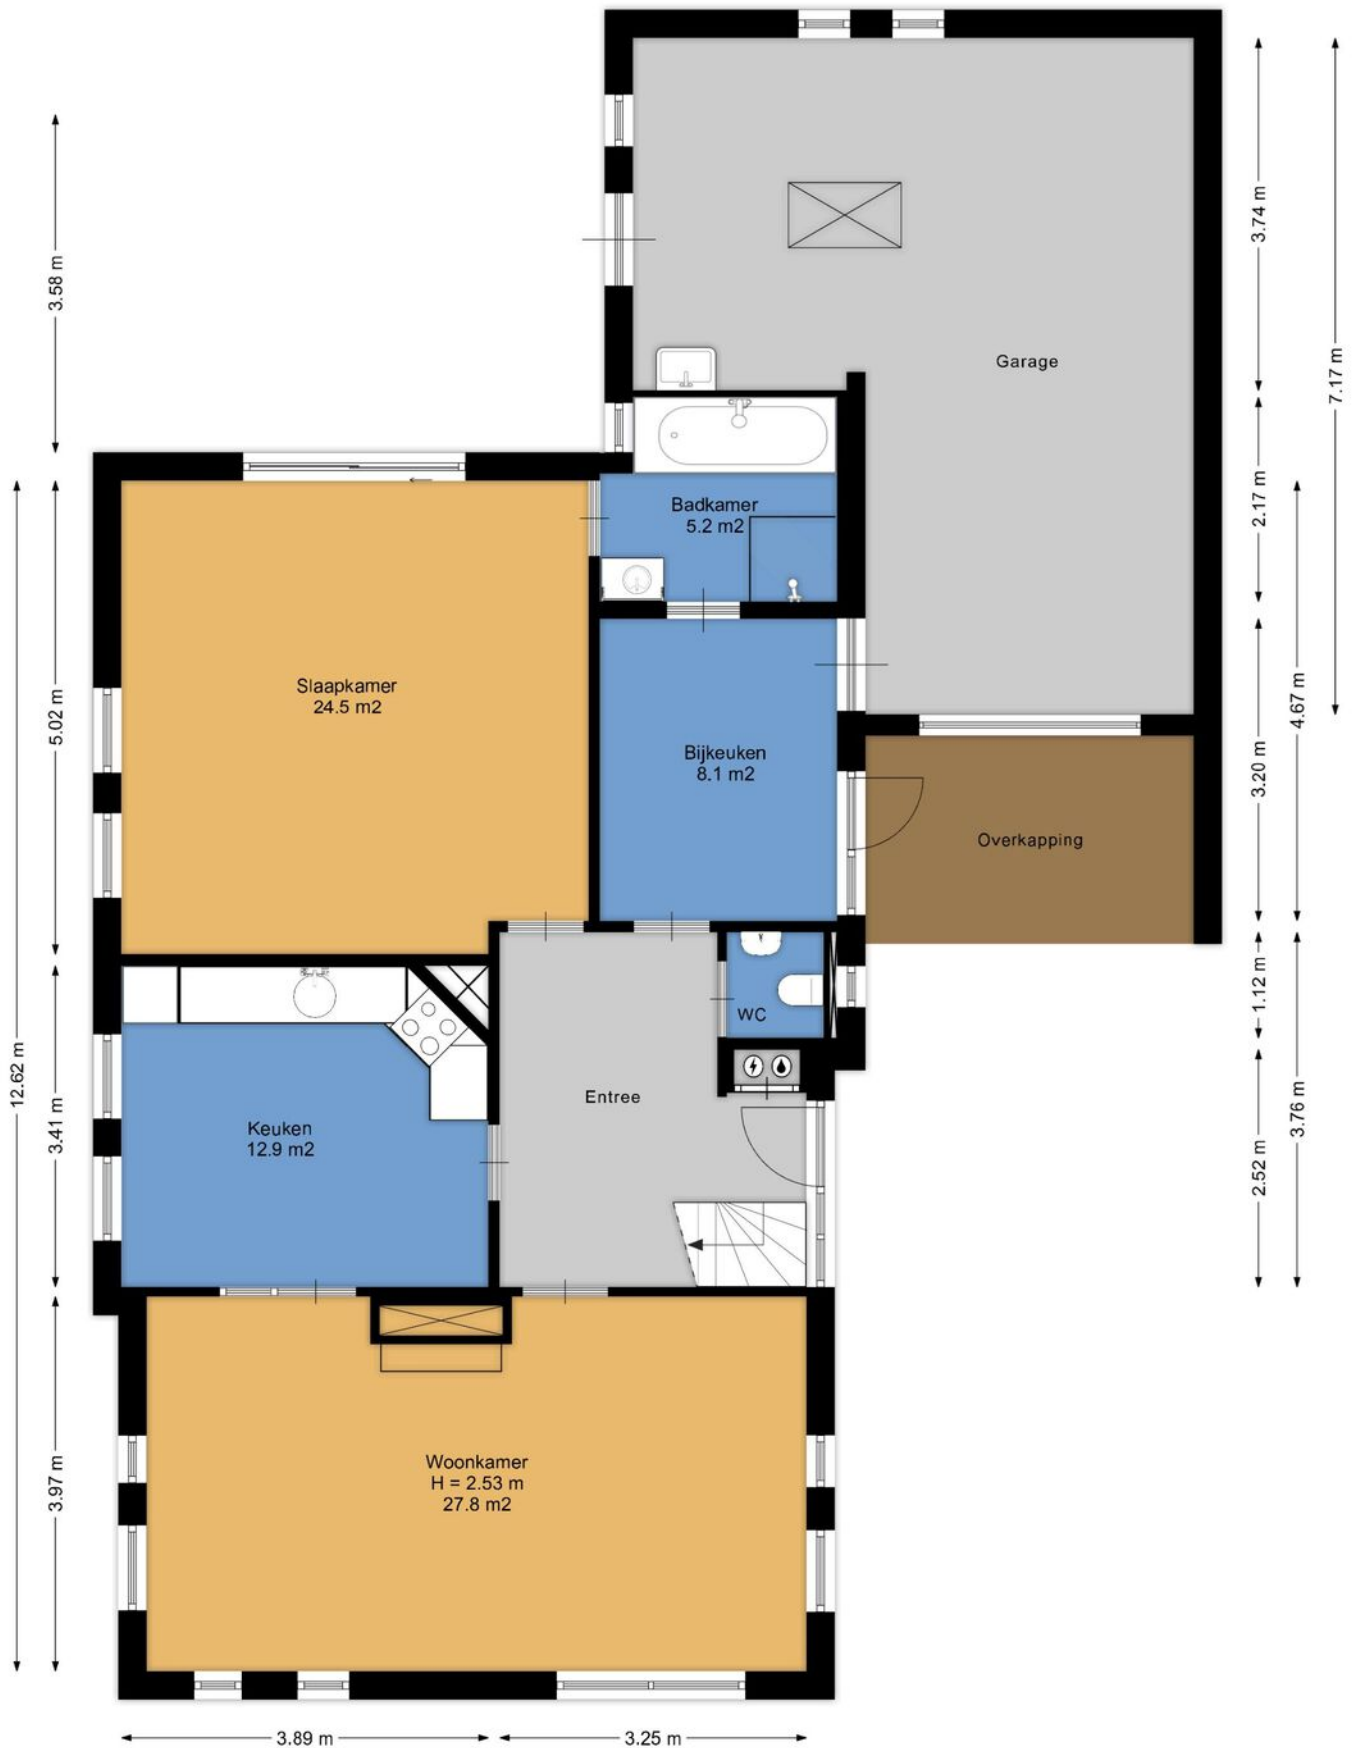 3.74 m
7.17 m
3.58 m
Garage
2.17 m
Badkamer
5.2 m2
Slaapkamer
24.5 m2
5.02 m
4.67 m
Bijkeuken
8.1 m2
3.20 m
Overkapping
1.12 m
WC
12.62 m
Entree
3.41 m
Keuken
12.9 m2
3.76 m
2.52 m
Woonkamer
H = 2.53 m
27.8 m2
3.97 m
3.89 m
3.25 m